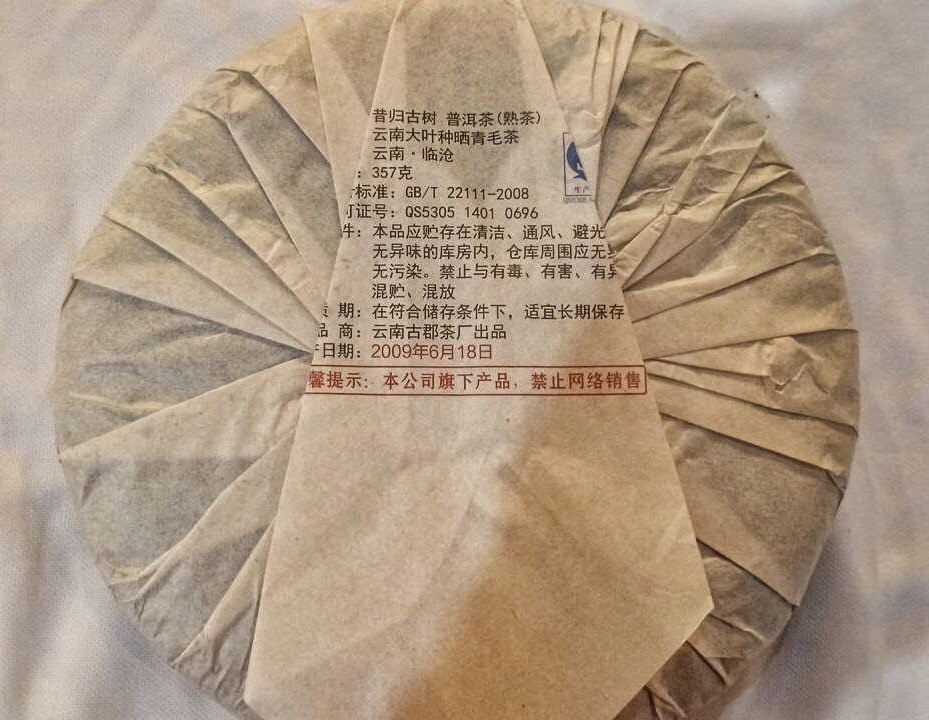 昔归古树 普洱茶(熟茶)
云南大叶种晒青毛茶
云南·临沧
：357克
标准：GB/T 22111-2008
可证号：QS5305 1401 0696
件：本品应贮存在清洁、通风、避光
无异味的库房内，仓库周围应无
无污染。禁止与有毒、有害、有异
混贮、混放
期：在符合储存条件下，适宜长期保存
品 商：云南古郡茶厂出品
产日期：2009年6月18日
馨提示：本公司旗下产品，禁止网络销售
生产